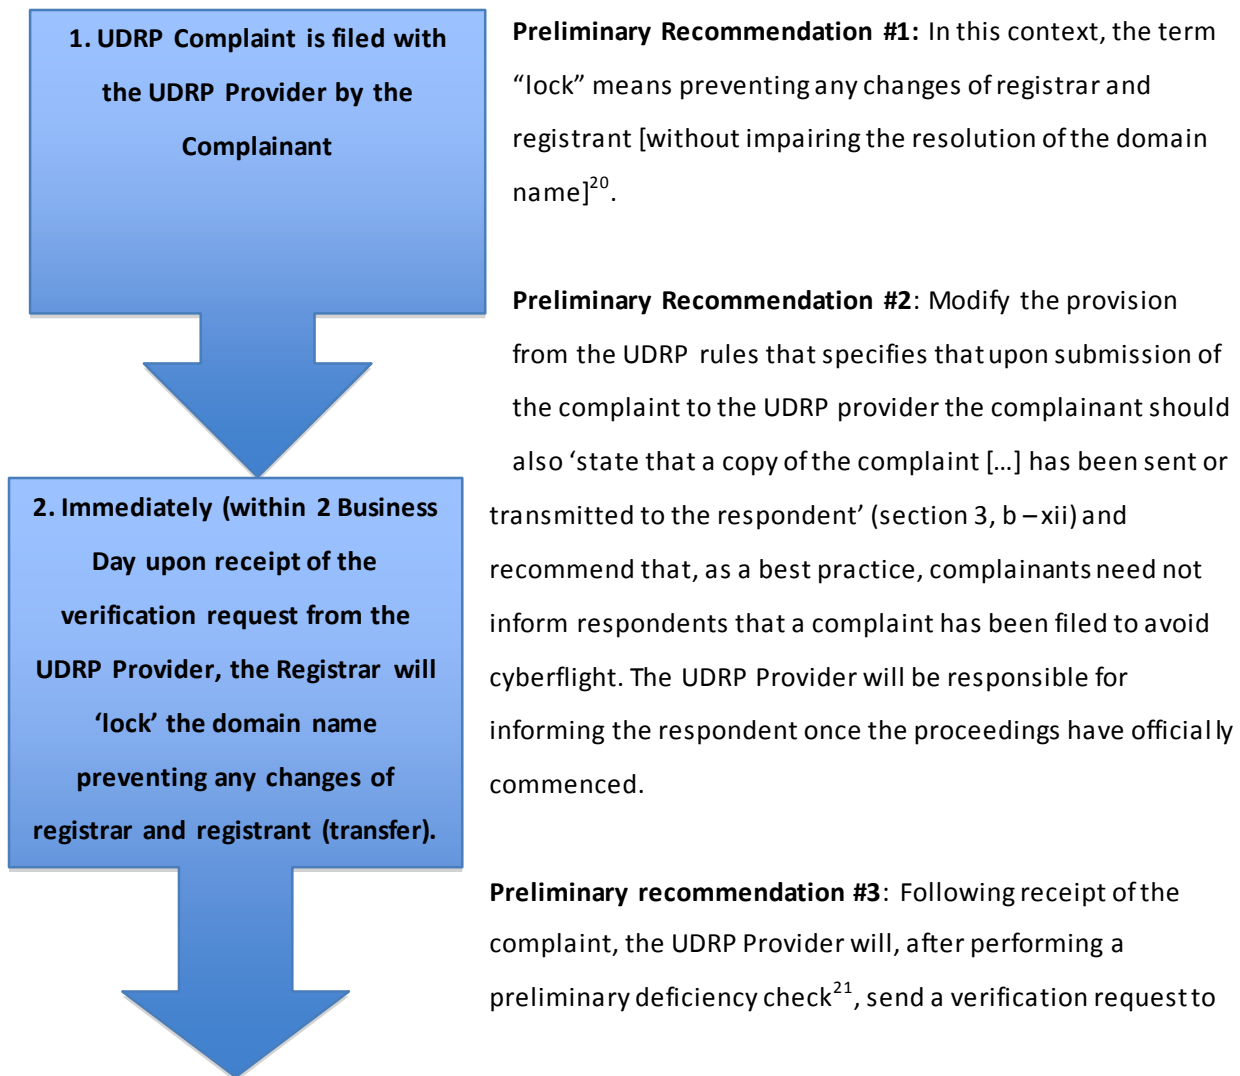 1. UDRP Complaint is filed with
the UDRP Provider by the
Complainant
Preliminary Recommendation #1: In this context, the term
“lock” means preventing any changes of registrar and
registrant [without impairing the resolution of the domain
name]20.
Preliminary Recommendation #2: Modify the provision
from the UDRP rules that specifies that upon submission of
the complaint to the UDRP provider the complainant should
also ‘state that a copy of the complaint […] has been sent or
transmitted to the respondent’ (section 3, b – xii) and
recommend that, as a best practice, complainants need not
inform respondents that a complaint has been filed to avoid
cyberflight. The UDRP Provider will be responsible for
informing the respondent once the proceedings have officially
commenced.
2. Immediately (within 2 Business
Day upon receipt of the
verification request from the
UDRP Provider, the Registrar will
‘lock’ the domain name
preventing any changes of
registrar and registrant (transfer).
Preliminary recommendation #3: Following receipt of the
complaint, the UDRP Provider will, after performing a
preliminary deficiency check21, send a verification request to